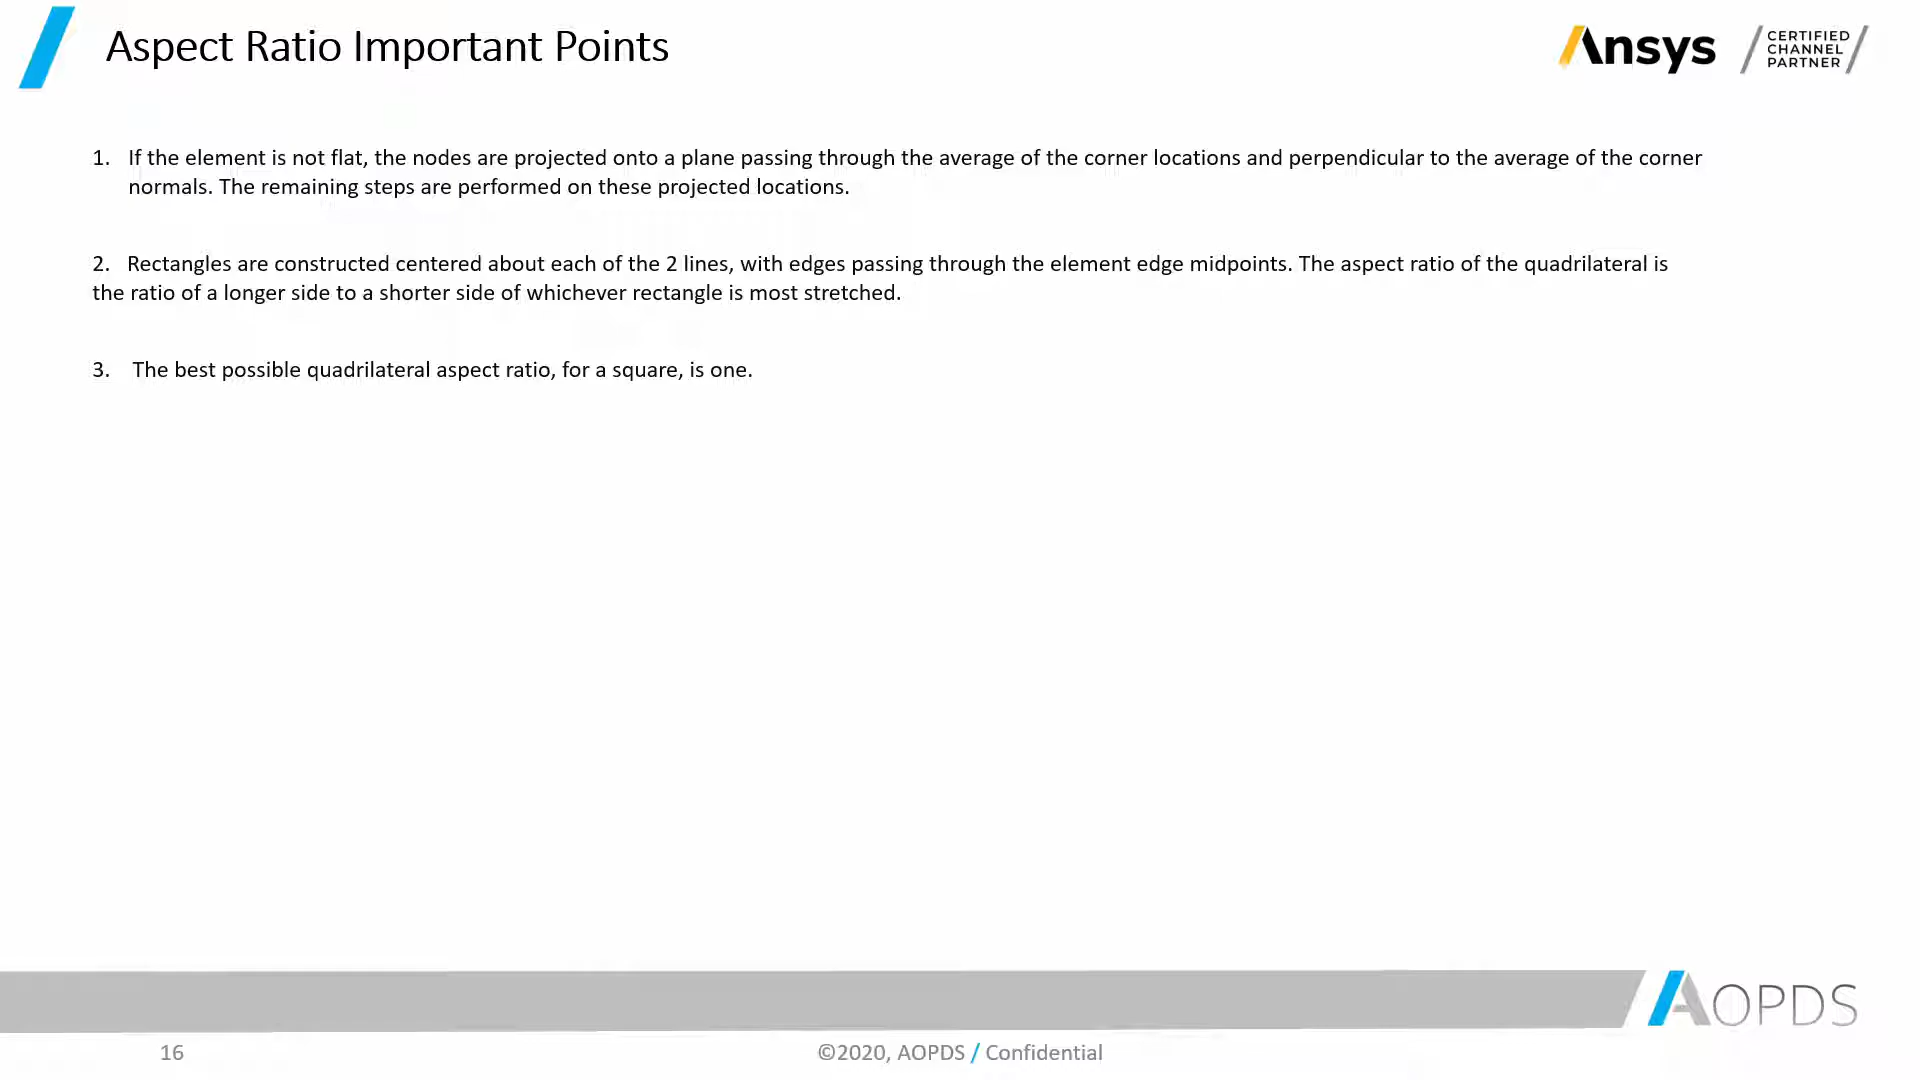 Aspect Ratio Important Points
Ansys
CERTIFIED
CHANNEL
PARTNER
1. If the element is not flat, the nodes are projected onto a plane passing through the average of the corner locations and perpendicular to the average of the corner
normals. The remaining steps are performed on these projected locations.
2. Rectangles are constructed centered about each of the 2 lines, with edges passing through the element edge midpoints. The aspect ratio of the quadrilateral is
the ratio of a longer side to a shorter side of whichever rectangle is most stretched.
3. The best possible quadrilateral aspect ratio, for a square, is one.
AOPDS
16
©2020, AOPDS / Confidential